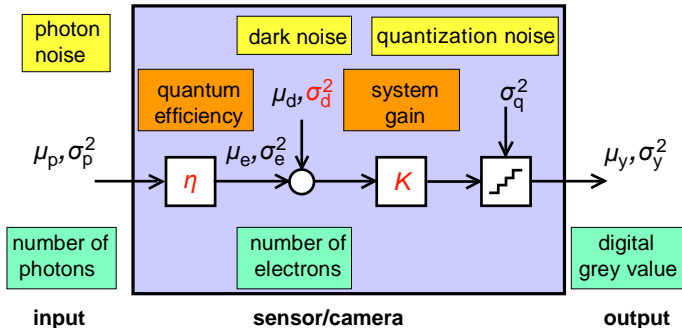 photon
noise
dark noise
quantization noise
quantum
efficiency
μd,σd²
system
gain
σq²
μp,σp²
η
μe,σe²
K
μy,σy²
number of
photons
number of
electrons
digital
grey value
input
sensor/camera
output